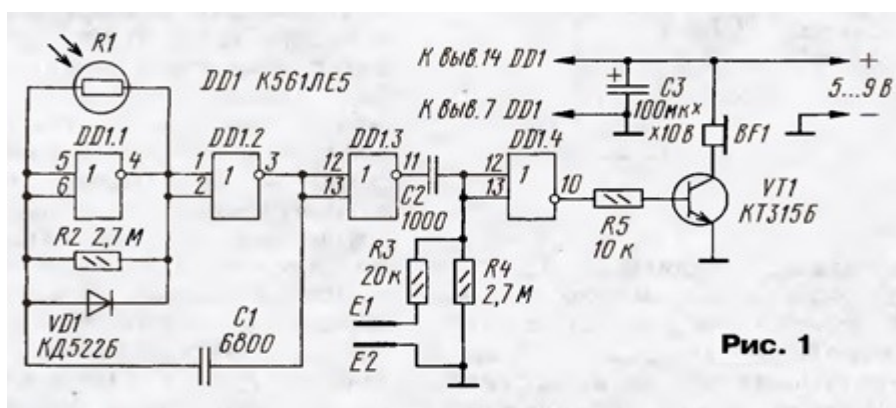 R1
DD1 К561ЛЕ5
К выв.14 DD1
С3
100мк×
×10В
+
5...9 В
−
К выв.7 DD1
BF1
DD1.1
5
6
1
4
DD1.2
1
2
1
3
DD1.3
12
13
1
11
C2
1000
DD1.4
12
13
1
10
R5
10 к
VT1
КТ315Б
R2 2,7 М
R3
20к
R4
2,7 М
VD1
КД522Б
C1
6800
E1
E2
Рис. 1